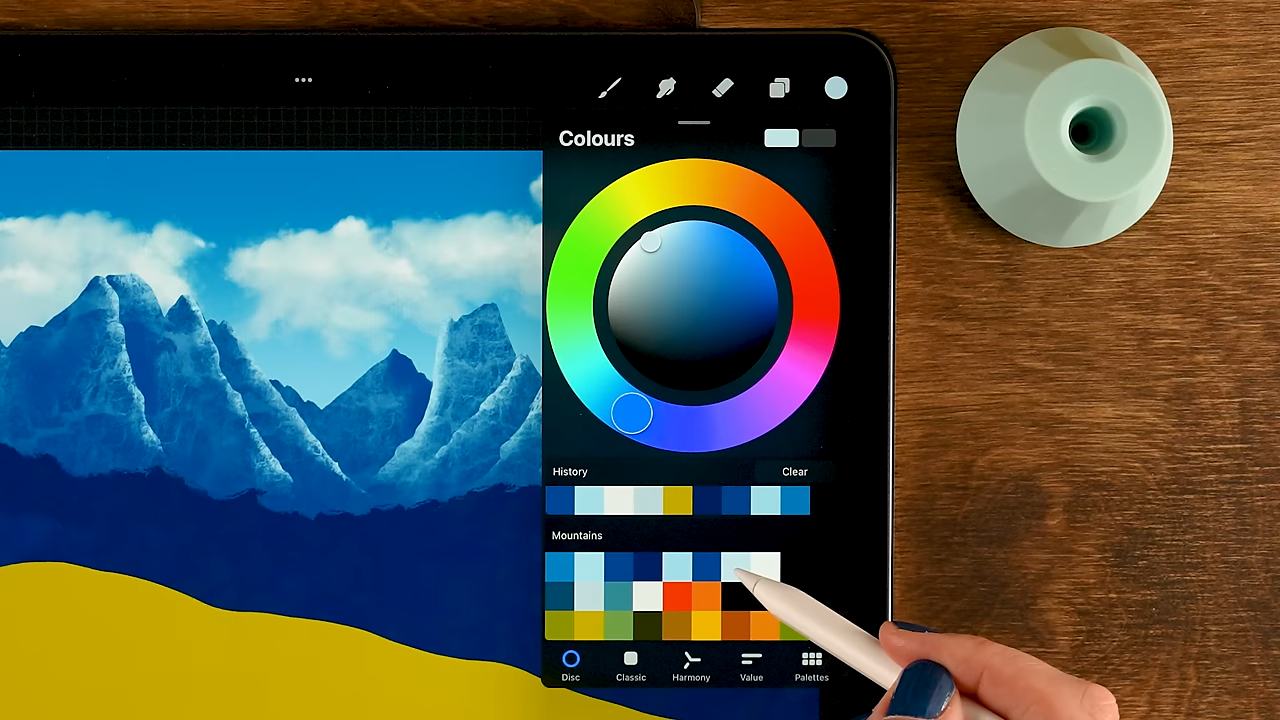 Colours
History
Clear
Mountains
Disc
Classic
Harmony
Value
Palettes